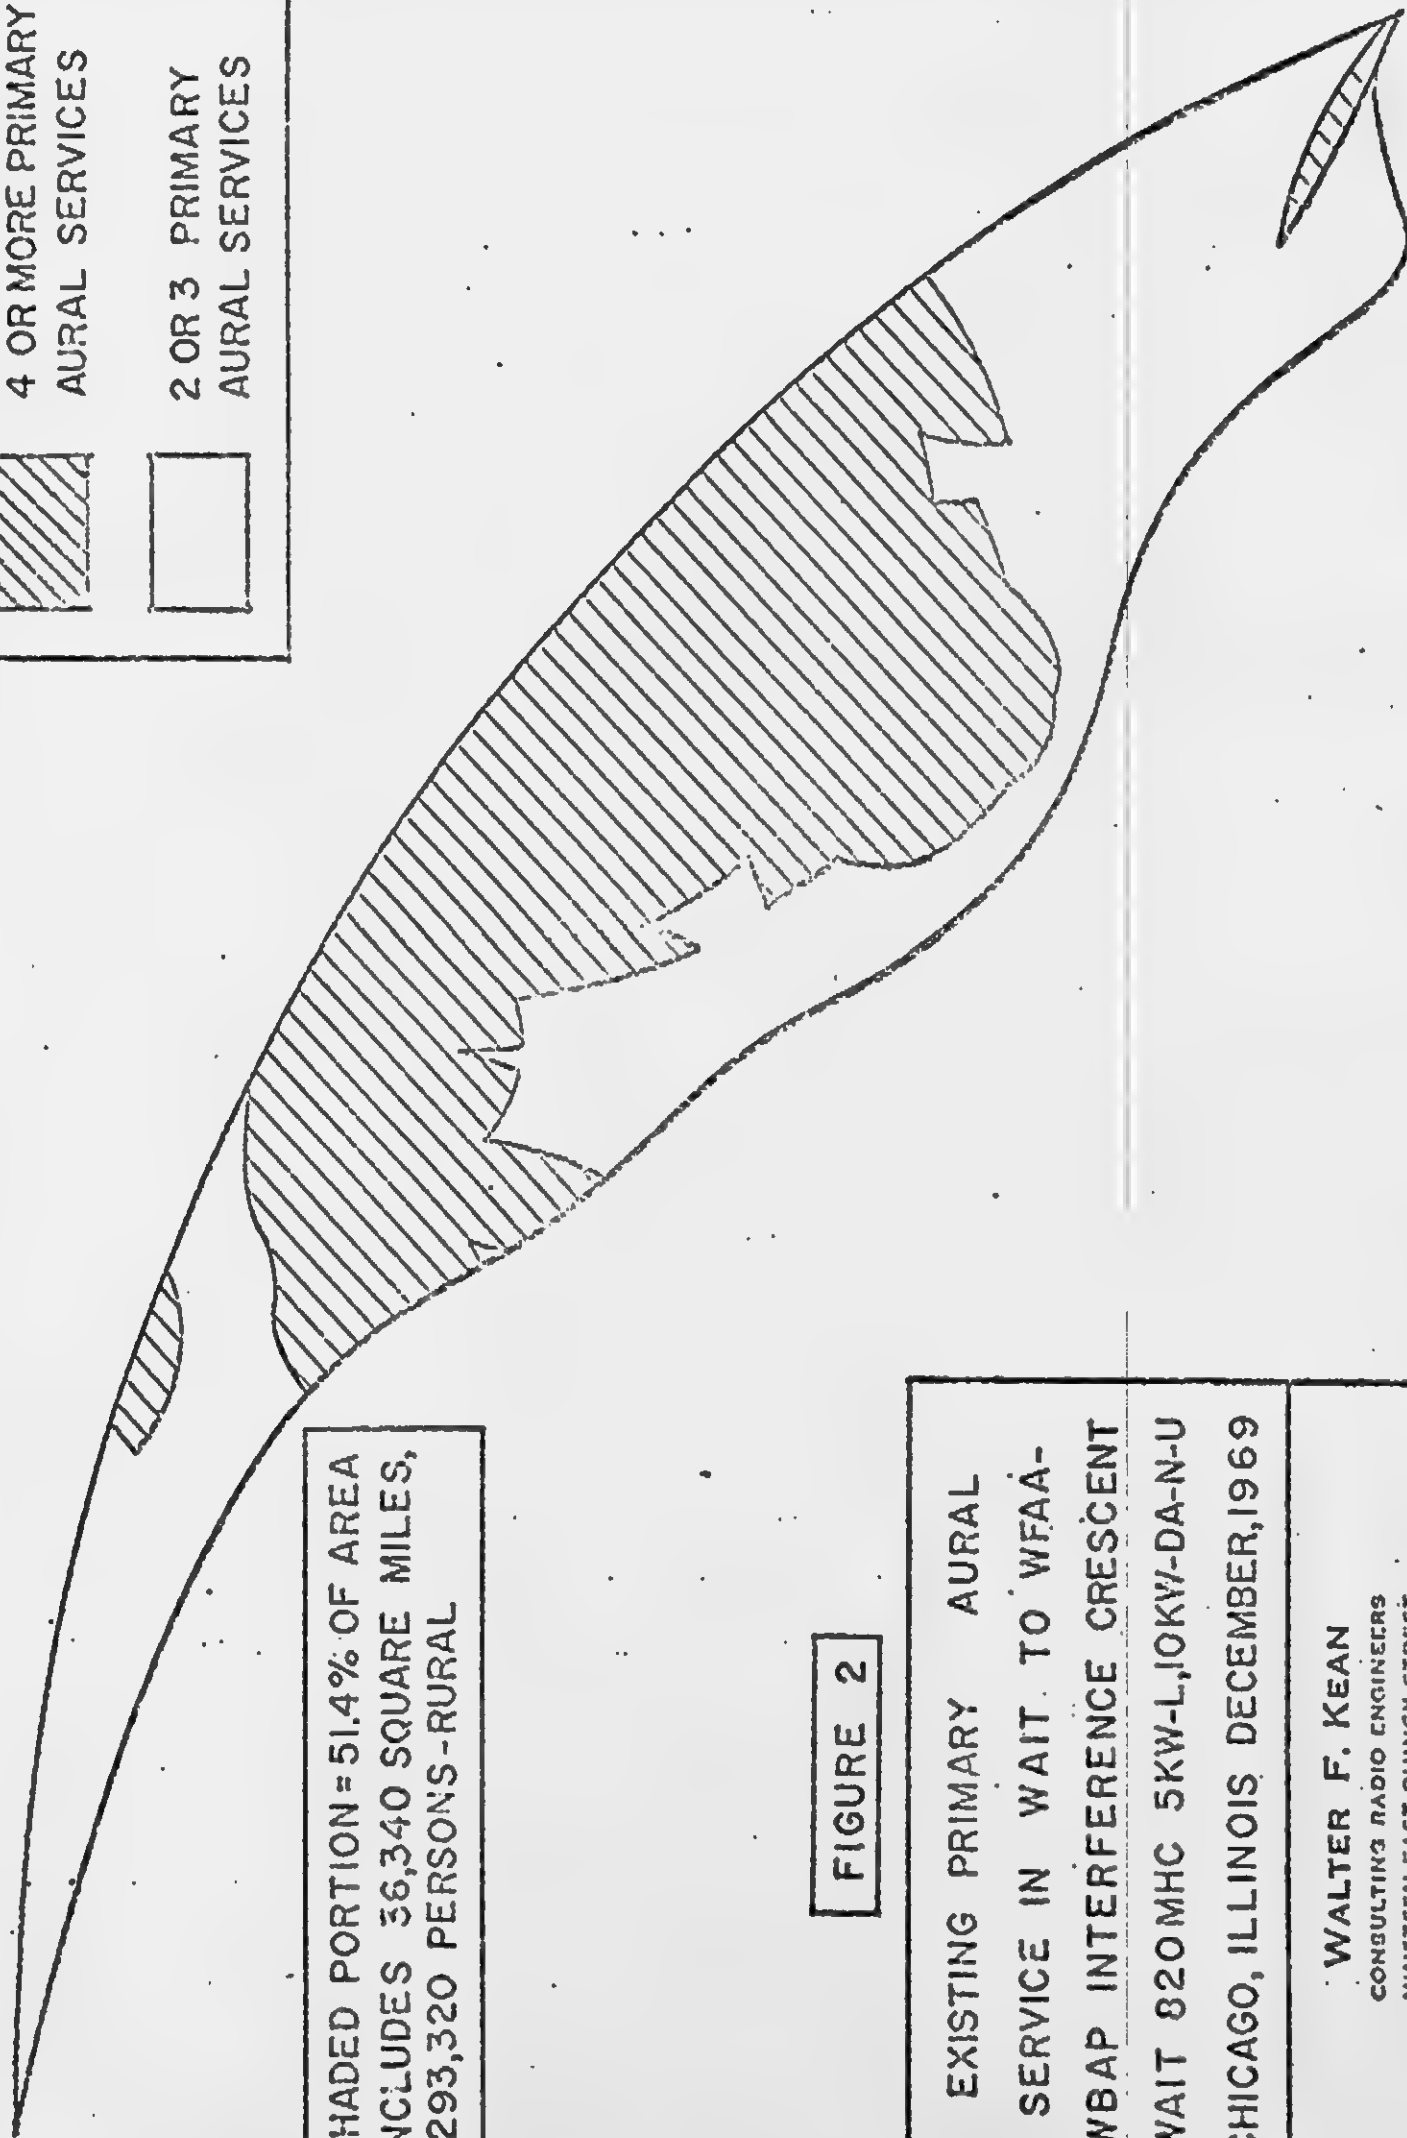 4 OR MORE PRIMARY
AURAL SERVICES
2 OR 3 PRIMARY
AURAL SERVICES
HADED PORTION = 51.4% OF AREA
NCLUDES 36,340 SQUARE MILES,
293,320 PERSONS-RURAL
FIGURE 2
EXISTING PRIMARY AURAL
SERVICE IN WAIT TO WFAA-
WBAP INTERFERENCE CRESCENT
WAIT 820MHC 5KW-L,10KW-DA-N-U
CHICAGO, ILLINOIS DECEMBER,1969
WALTER F. KEAN
CONSULTING RADIO ENGINEERS